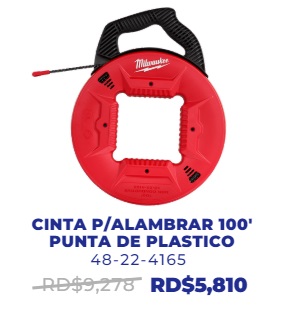 Milwaukee
CINTA P/ALAMBRAR 100'
PUNTA DE PLASTICO
48-22-4165
RD$9,278 RD$5,810